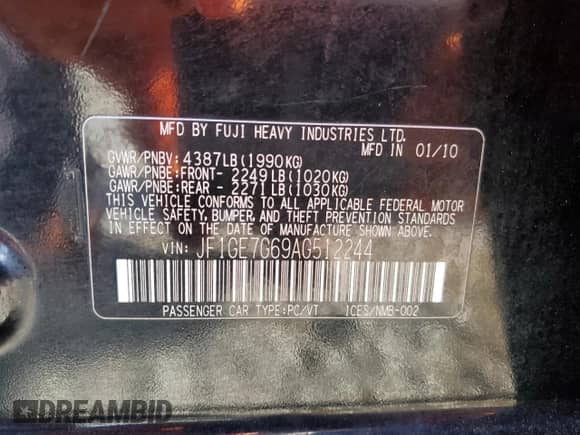 MFD BY FUJI HEAVY INDUSTRIES LTD.
MFD IN 01/10
GVWR/PNBV: 4387LB(1990KG)
GAWR/PNBE:FRONT- 2249LB(1020KG)
GAWR/PNBE:REAR - 2271LB(1030KG)
THIS VEHICLE CONFORMS TO ALL APPLICABLE FEDERAL MOTOR
VEHICLE SAFETY, BUMPER, AND THEFT PREVENTION STANDARDS
IN EFFECT ON THE DATE OF MANUFACTURE SHOWN ABOVE.
VIN: JF1GE7G69AG512244
PASSENGER CAR TYPE:PC/VT ICES/NMB-002
DREAMBID